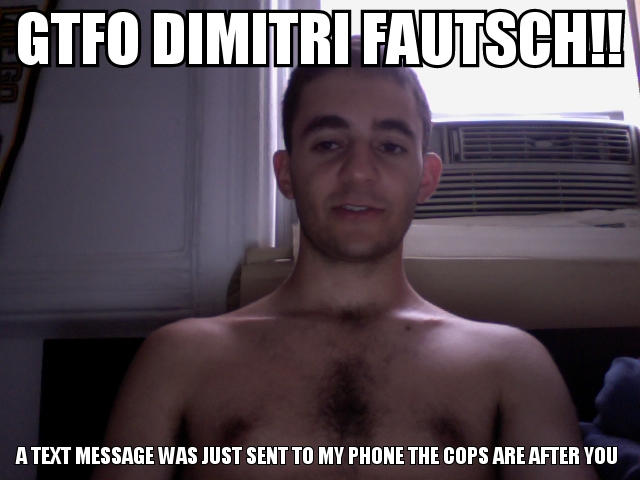 GTFO DIMITRI FAUTSCH!!
A TEXT MESSAGE WAS JUST SENT TO MY PHONE THE COPS ARE AFTER YOU